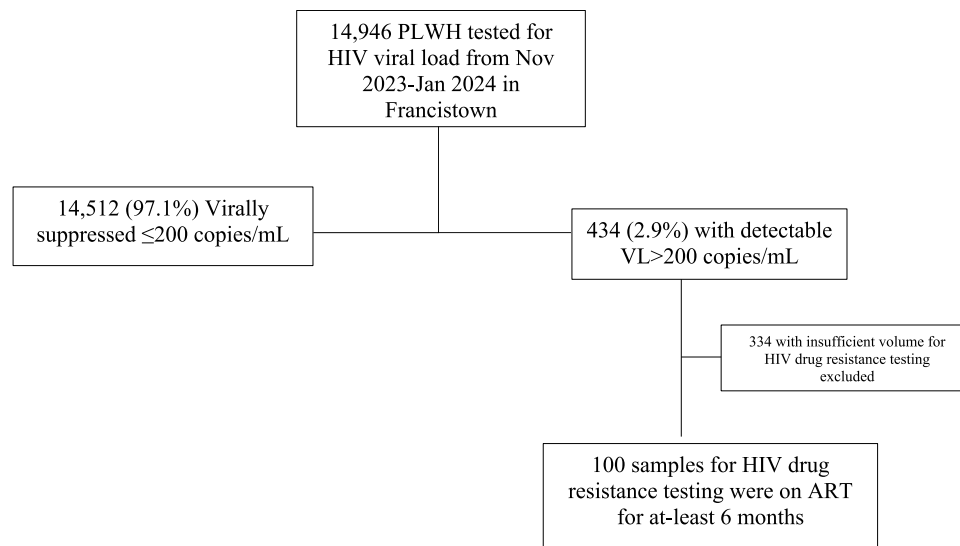 14,946 PLWH tested for
HIV viral load from Nov
2023-Jan 2024 in
Francistown
14,512 (97.1%) Virally
suppressed ≤200 copies/mL
434 (2.9%) with detectable
VL>200 copies/mL
334 with insufficient volume for
HIV drug resistance testing
excluded
100 samples for HIV drug
resistance testing were on ART
for at-least 6 months